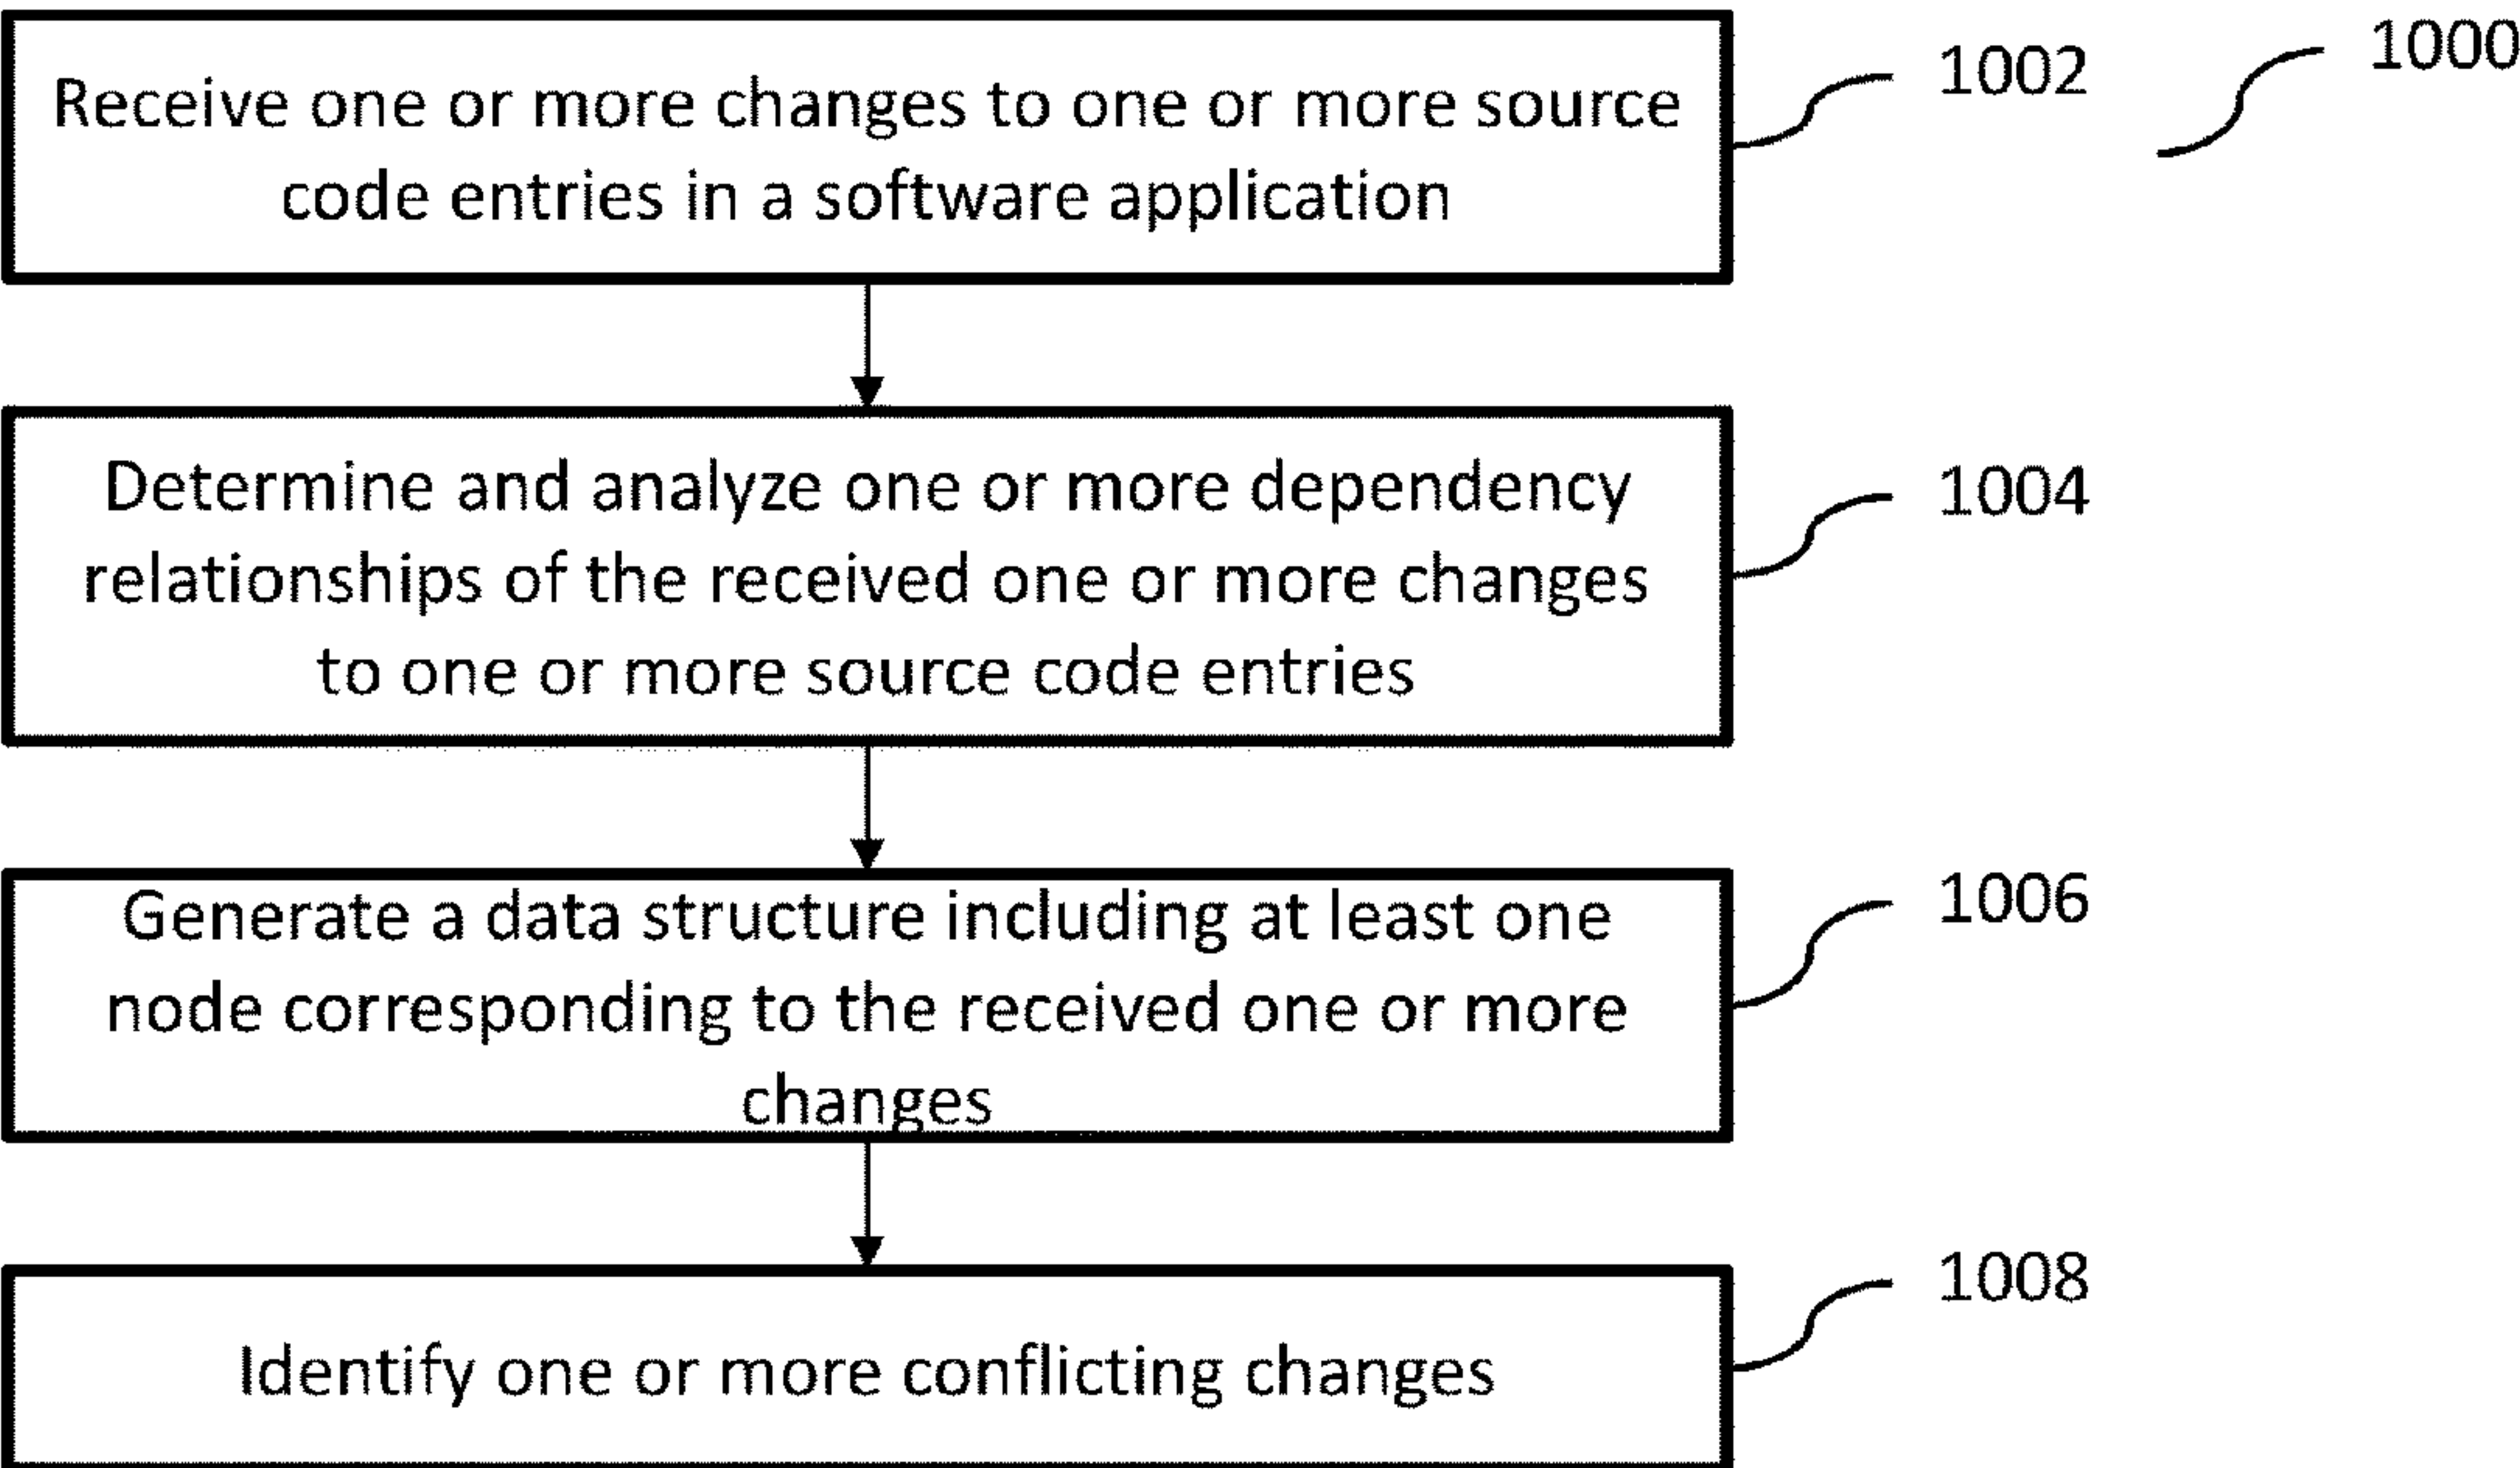 Receive one or more changes to one or more source
code entries in a software application
1002
1000
Determine and analyze one or more dependency
relationships of the received one or more changes
to one or more source code entries
1004
Generate a data structure including at least one
node corresponding to the received one or more
changes
1006
Identify one or more conflicting changes
1008